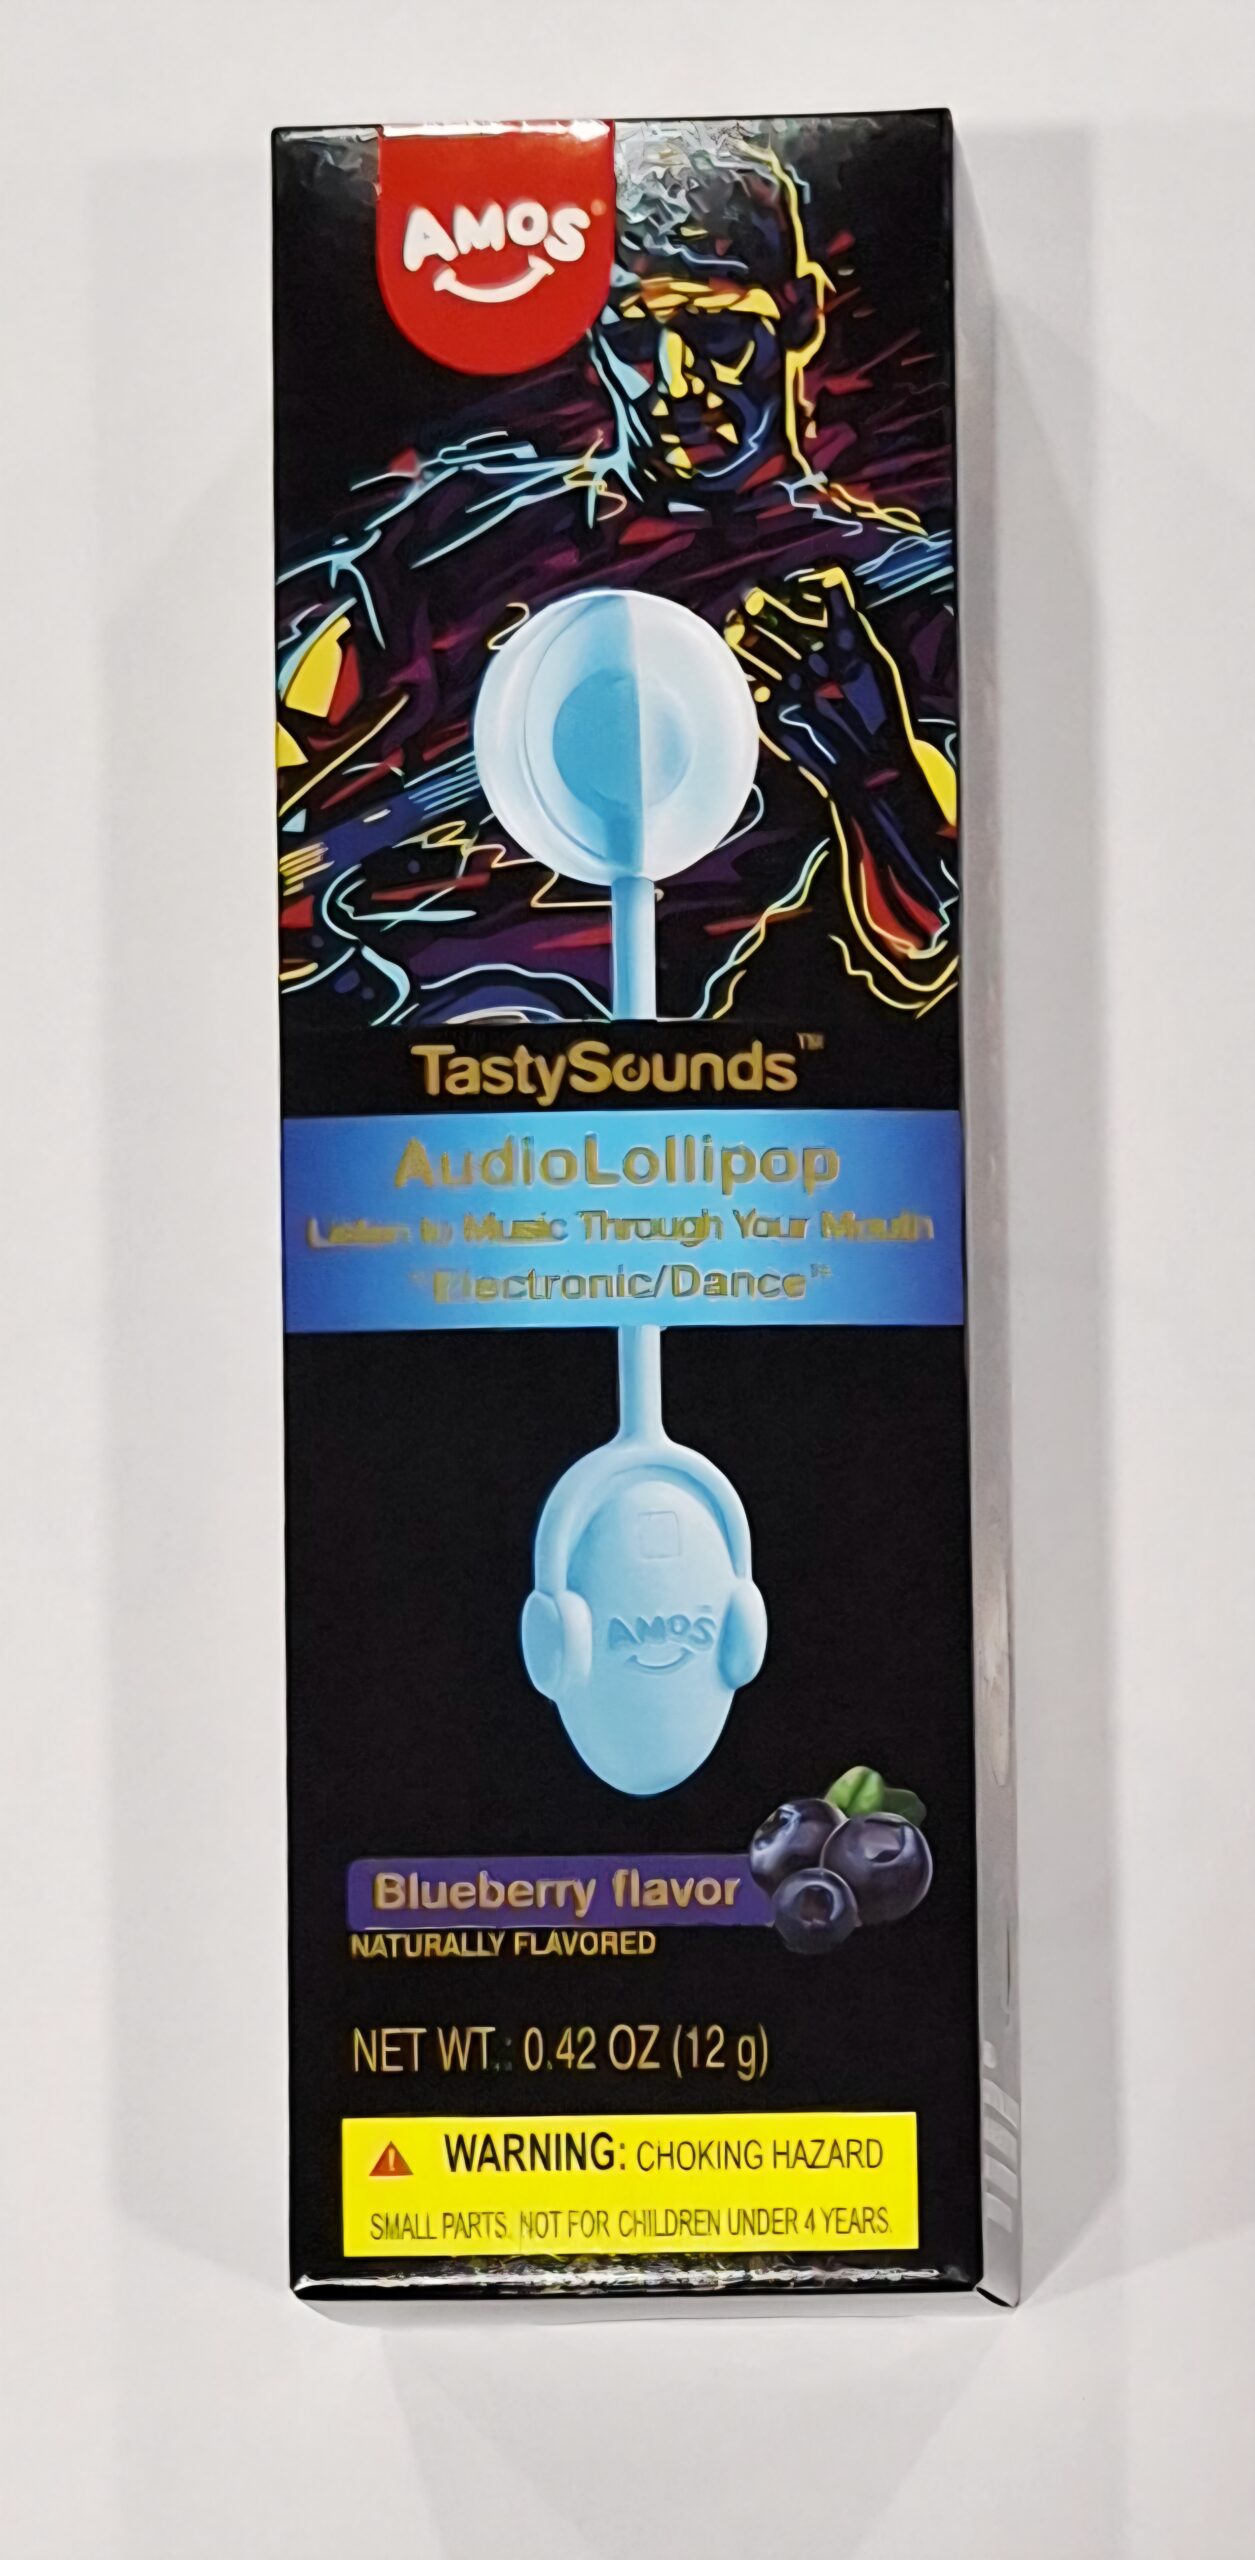 AMOS®
TastySounds™
AudioLollipop
Listen to Music Through Your Mouth
"Electronic/Dance"
AMOS
Blueberry flavor
NATURALLY FLAVORED
NET WT.: 0.42 OZ (12 g)
WARNING: CHOKING HAZARD
SMALL PARTS. NOT FOR CHILDREN UNDER 4 YEARS.